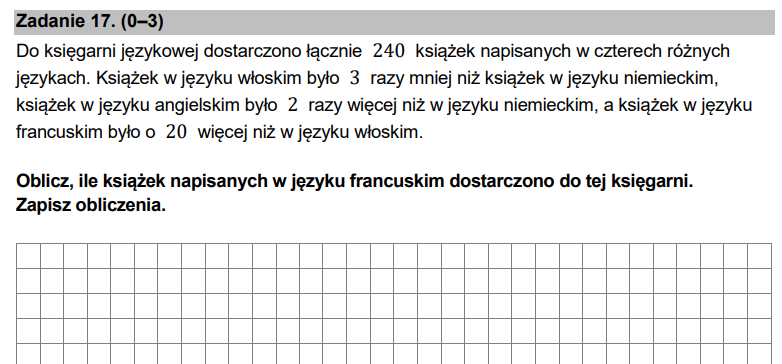 Zadanie 17. (0–3)
Do księgarni językowej dostarczono łącznie 240 książek napisanych w czterech różnych
językach. Książek w języku włoskim było 3 razy mniej niż książek w języku niemieckim,
książek w języku angielskim było 2 razy więcej niż w języku niemieckim, a książek w języku
francuskim było o 20 więcej niż w języku włoskim.
Oblicz, ile książek napisanych w języku francuskim dostarczono do tej księgarni.
Zapisz obliczenia.